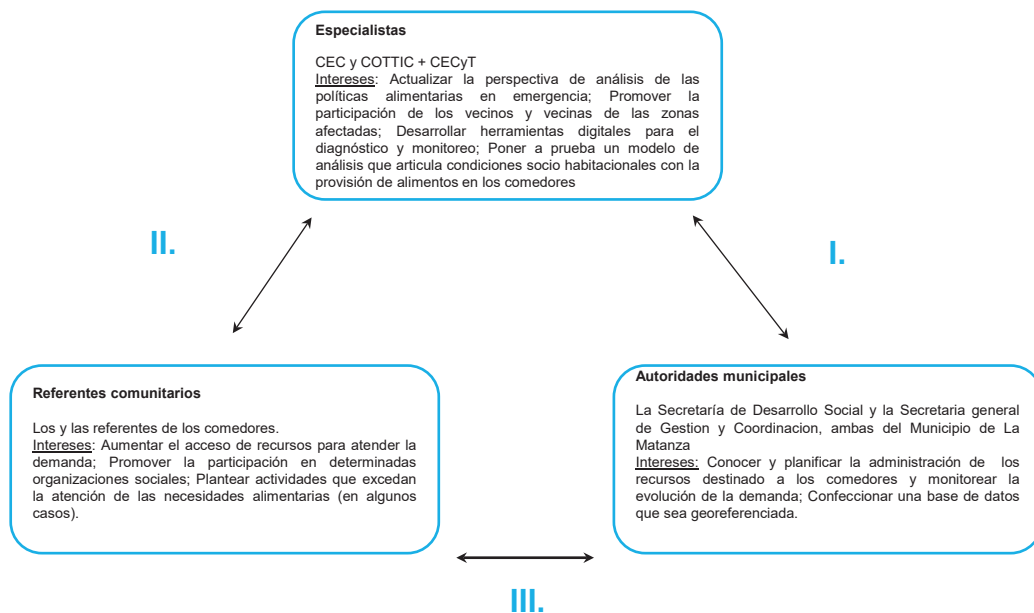 Especialistas
CEC y COTTIC + CECyT
Intereses: Actualizar la perspectiva de análisis de las
políticas alimentarias en emergencia; Promover la
participación de los vecinos y vecinas de las zonas
afectadas; Desarrollar herramientas digitales para el
diagnóstico y monitoreo; Poner a prueba un modelo de
análisis que articula condiciones socio habitacionales con la
provisión de alimentos en los comedores
II.
I.
Referentes comunitarios
Los y las referentes de los comedores.
Intereses: Aumentar el acceso de recursos para atender la
demanda; Promover la participación en determinadas
organizaciones sociales; Plantear actividades que excedan
la atención de las necesidades alimentarias (en algunos
casos).
Autoridades municipales
La Secretaría de Desarrollo Social y la Secretaria general
de Gestion y Coordinacion, ambas del Municipio de La
Matanza
Intereses: Conocer y planificar la administración de los
recursos destinado a los comedores y monitorear la
evolución de la demanda; Confeccionar una base de datos
que sea georeferenciada.
III.